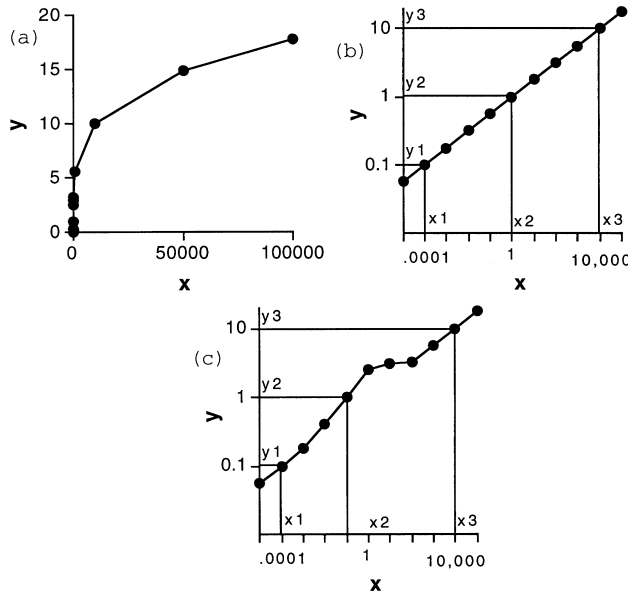 (a)
20
15
10
5
0
y
0 50000 100000
x
(b)
10
1
0.1
y
y3
y2
y1
x1 x2 x3
.0001 1 10,000
x
(c)
10
1
0.1
y
y3
y2
y1
x1 x2 x3
.0001 1 10,000
x